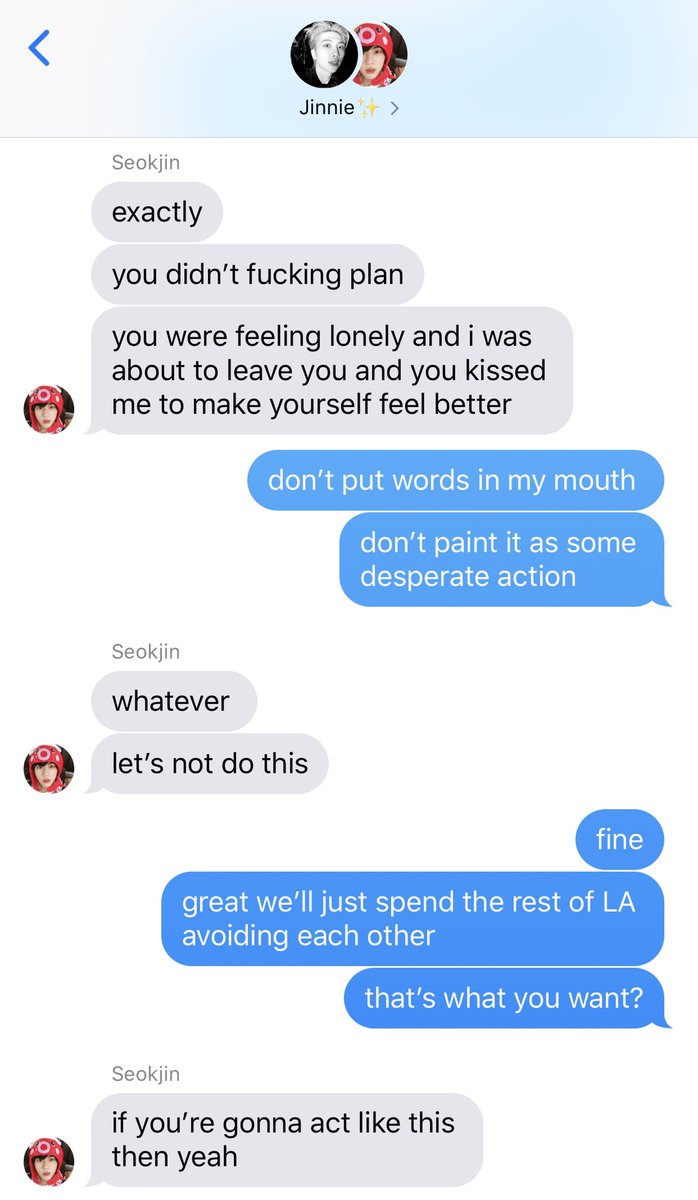 Jinnie✨ >
Seokjin
exactly
you didn’t fucking plan
you were feeling lonely and i was
about to leave you and you kissed
me to make yourself feel better
don’t put words in my mouth
don’t paint it as some
desperate action
Seokjin
whatever
let’s not do this
fine
great we’ll just spend the rest of LA
avoiding each other
that’s what you want?
Seokjin
if you’re gonna act like this
then yeah